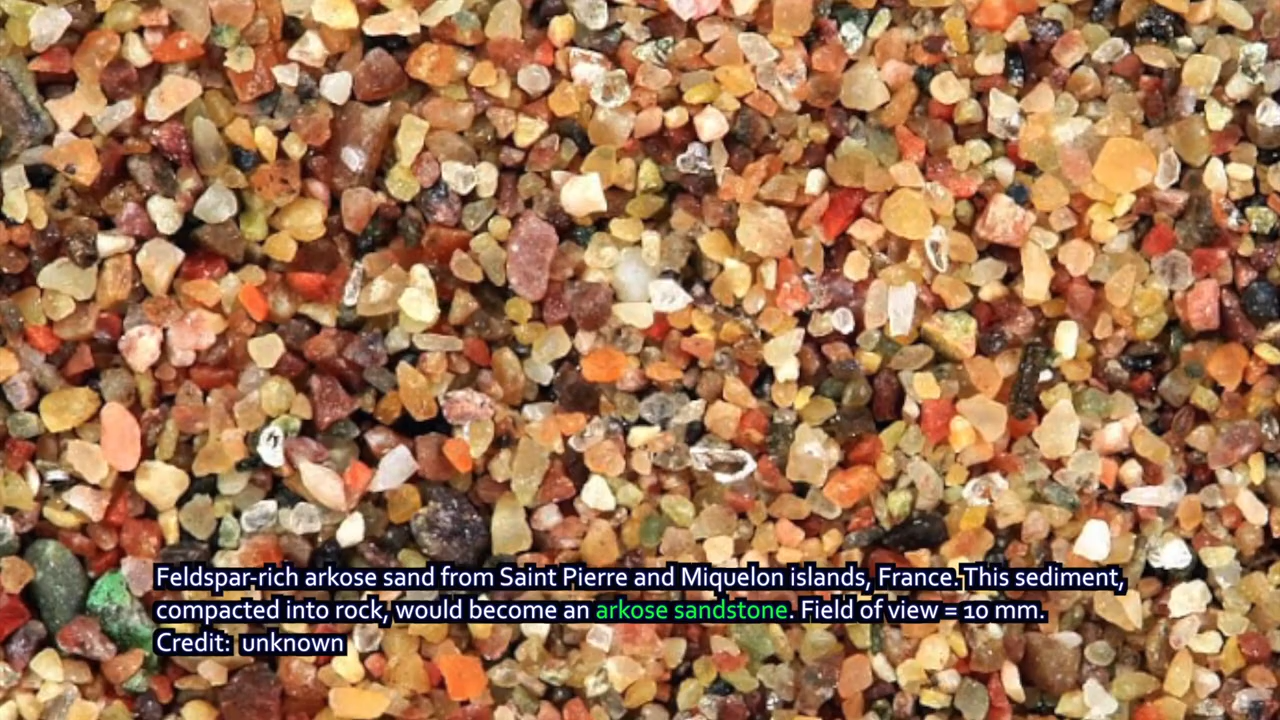 Feldspar-rich arkose sand from Saint Pierre and Miquelon islands, France. This sediment,
compacted into rock, would become an arkose sandstone. Field of view = 10 mm.
Credit: unknown